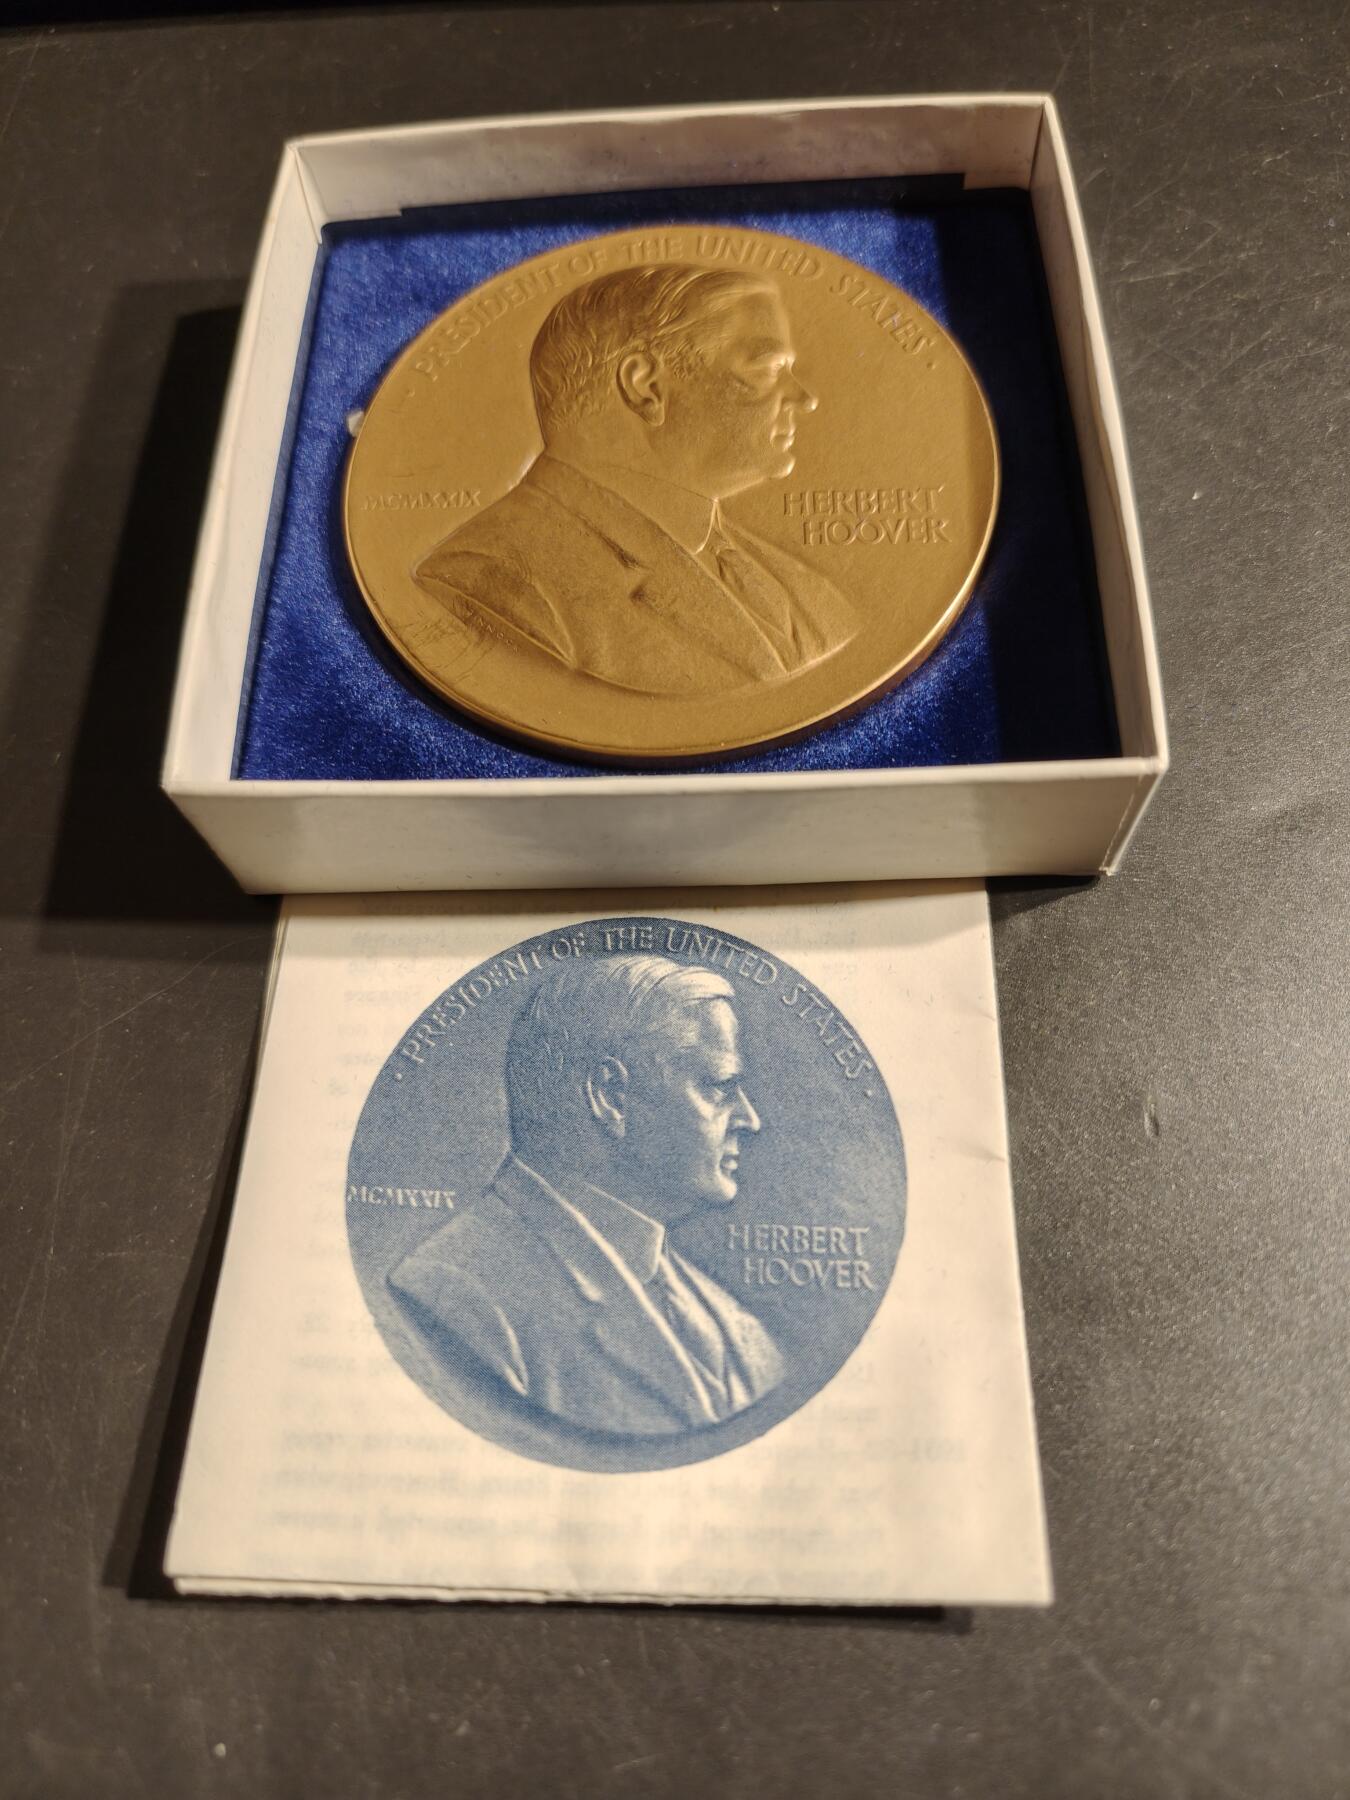 · PRESIDENT OF THE UNITED STATES ·
MCMXXIX
HERBERT
HOOVER
· PRESIDENT OF THE UNITED STATES ·
MCMXXIX
HERBERT
HOOVER